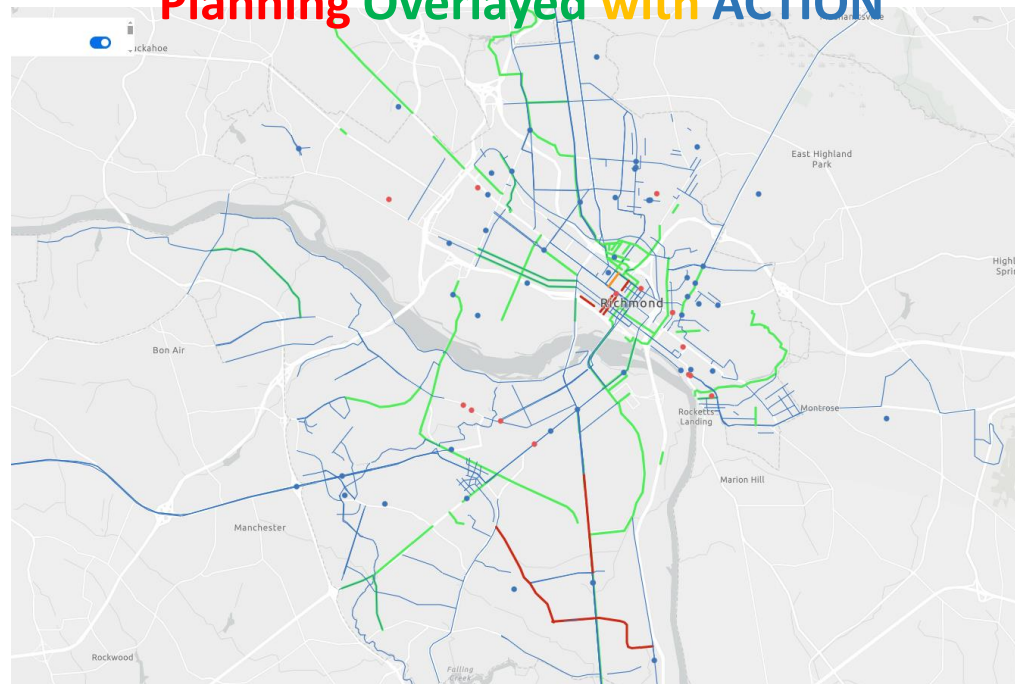 Planning Overlayed with ACTION
East Highland
Park
Richmond
Bon Air
Rocketts
Landing
Montrose
Marion Hill
Manchester
Rockwood
Falling
Creek